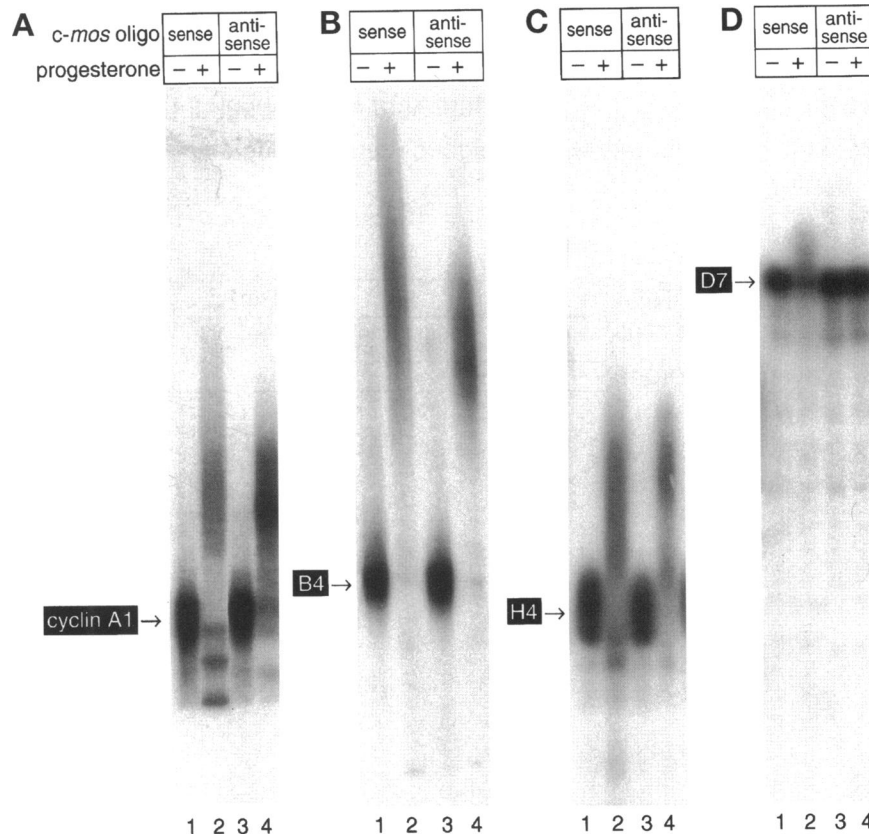 A
c-mos oligo sense anti-sense
progesterone − + − +
cyclin A1 →
1 2 3 4
B
sense anti-sense
− + − +
B4 →
1 2 3 4
C
sense anti-sense
− + − +
H4 →
1 2 3 4
D
sense anti-sense
− + − +
D7 →
1 2 3 4